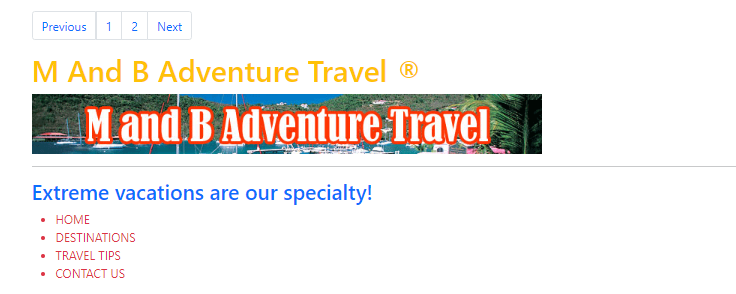 Previous 1 2 Next
M And B Adventure Travel ®
M and B Adventure Travel
Extreme vacations are our specialty!
HOME
DESTINATIONS
TRAVEL TIPS
CONTACT US